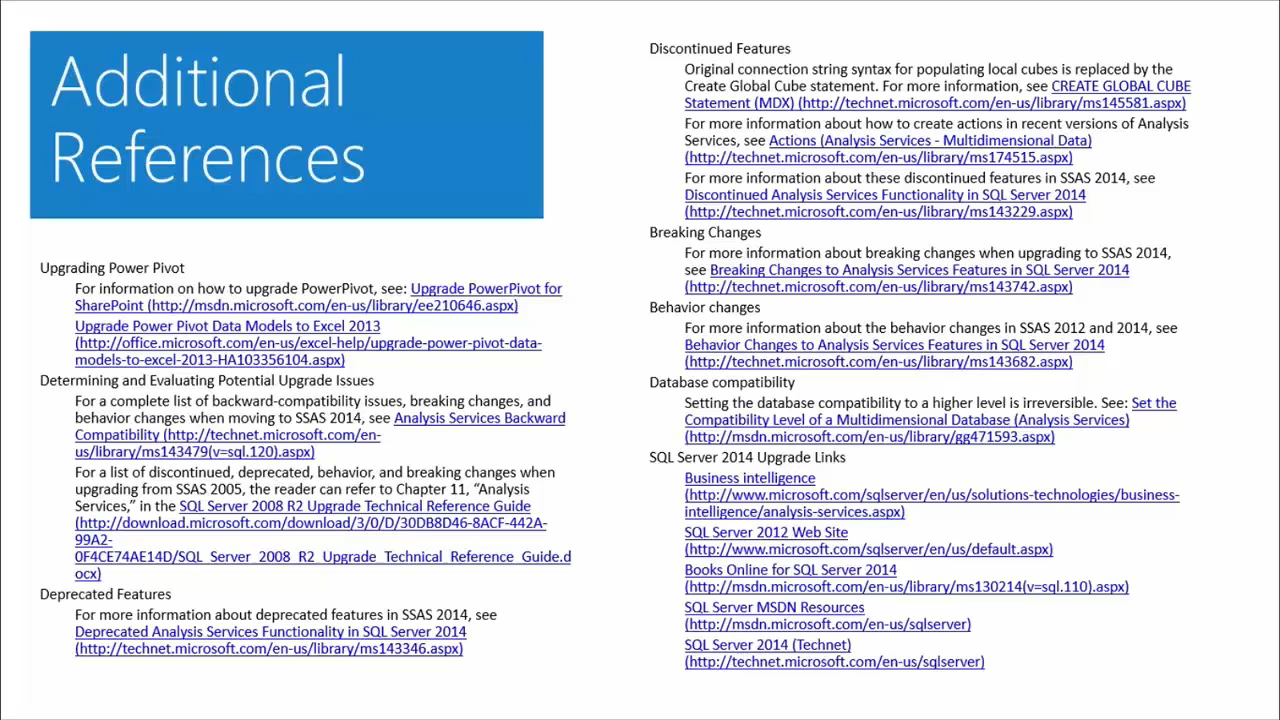 Additional
References
Upgrading Power Pivot
For information on how to upgrade PowerPivot, see: Upgrade PowerPivot for
SharePoint (http://msdn.microsoft.com/en-us/library/ee210646.aspx)
Upgrade Power Pivot Data Models to Excel 2013
(http://office.microsoft.com/en-us/excel-help/upgrade-power-pivot-data-
models-to-excel-2013-HA103356104.aspx)
Determining and Evaluating Potential Upgrade Issues
For a complete list of backward-compatibility issues, breaking changes, and
behavior changes when moving to SSAS 2014, see Analysis Services Backward
Compatibility (http://technet.microsoft.com/en-
us/library/ms143479(v=sql.120).aspx)
For a list of discontinued, deprecated, behavior, and breaking changes when
upgrading from SSAS 2005, the reader can refer to Chapter 11, “Analysis
Services,” in the SQL Server 2008 R2 Upgrade Technical Reference Guide
(http://download.microsoft.com/download/3/0/D/30DB8D46-8ACF-442A-
99A2-
0F4CE74AE14D/SQL_Server_2008_R2_Upgrade_Technical_Reference_Guide.d
ocx)
Deprecated Features
For more information about deprecated features in SSAS 2014, see
Deprecated Analysis Services Functionality in SQL Server 2014
(http://technet.microsoft.com/en-us/library/ms143346.aspx)
Discontinued Features
Original connection string syntax for populating local cubes is replaced by the
Create Global Cube statement. For more information, see CREATE GLOBAL CUBE
Statement (MDX) (http://technet.microsoft.com/en-us/library/ms145581.aspx)
For more information about how to create actions in recent versions of Analysis
Services, see Actions (Analysis Services - Multidimensional Data)
(http://technet.microsoft.com/en-us/library/ms174515.aspx)
For more information about these discontinued features in SSAS 2014, see
Discontinued Analysis Services Functionality in SQL Server 2014
(http://technet.microsoft.com/en-us/library/ms143229.aspx)
Breaking Changes
For more information about breaking changes when upgrading to SSAS 2014,
see Breaking Changes to Analysis Services Features in SQL Server 2014
(http://technet.microsoft.com/en-us/library/ms143742.aspx)
Behavior changes
For more information about the behavior changes in SSAS 2012 and 2014, see
Behavior Changes to Analysis Services Features in SQL Server 2014
(http://technet.microsoft.com/en-us/library/ms143682.aspx)
Database compatibility
Setting the database compatibility to a higher level is irreversible. See: Set the
Compatibility Level of a Multidimensional Database (Analysis Services)
(http://msdn.microsoft.com/en-us/library/gg471593.aspx)
SQL Server 2014 Upgrade Links
Business intelligence
(http://www.microsoft.com/sqlserver/en/us/solutions-technologies/business-
intelligence/analysis-services.aspx)
SQL Server 2012 Web Site
(http://www.microsoft.com/sqlserver/en/us/default.aspx)
Books Online for SQL Server 2014
(http://msdn.microsoft.com/en-us/library/ms130214(v=sql.110).aspx)
SQL Server MSDN Resources
(http://msdn.microsoft.com/en-us/sqlserver)
SQL Server 2014 (Technet)
(http://technet.microsoft.com/en-us/sqlserver)